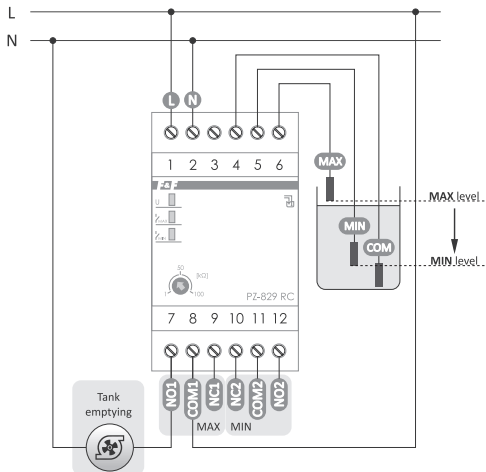 L
N
L N
1 2 3 4 5 6
MAX
F&F
U
MAX level
MIN
COM
MIN level
50
[kΩ]
1 100
PZ-829 RC
7 8 9 10 11 12
NO1 COM1 NC1 NC2 COM2 NO2
MAX MIN
Tank
emptying